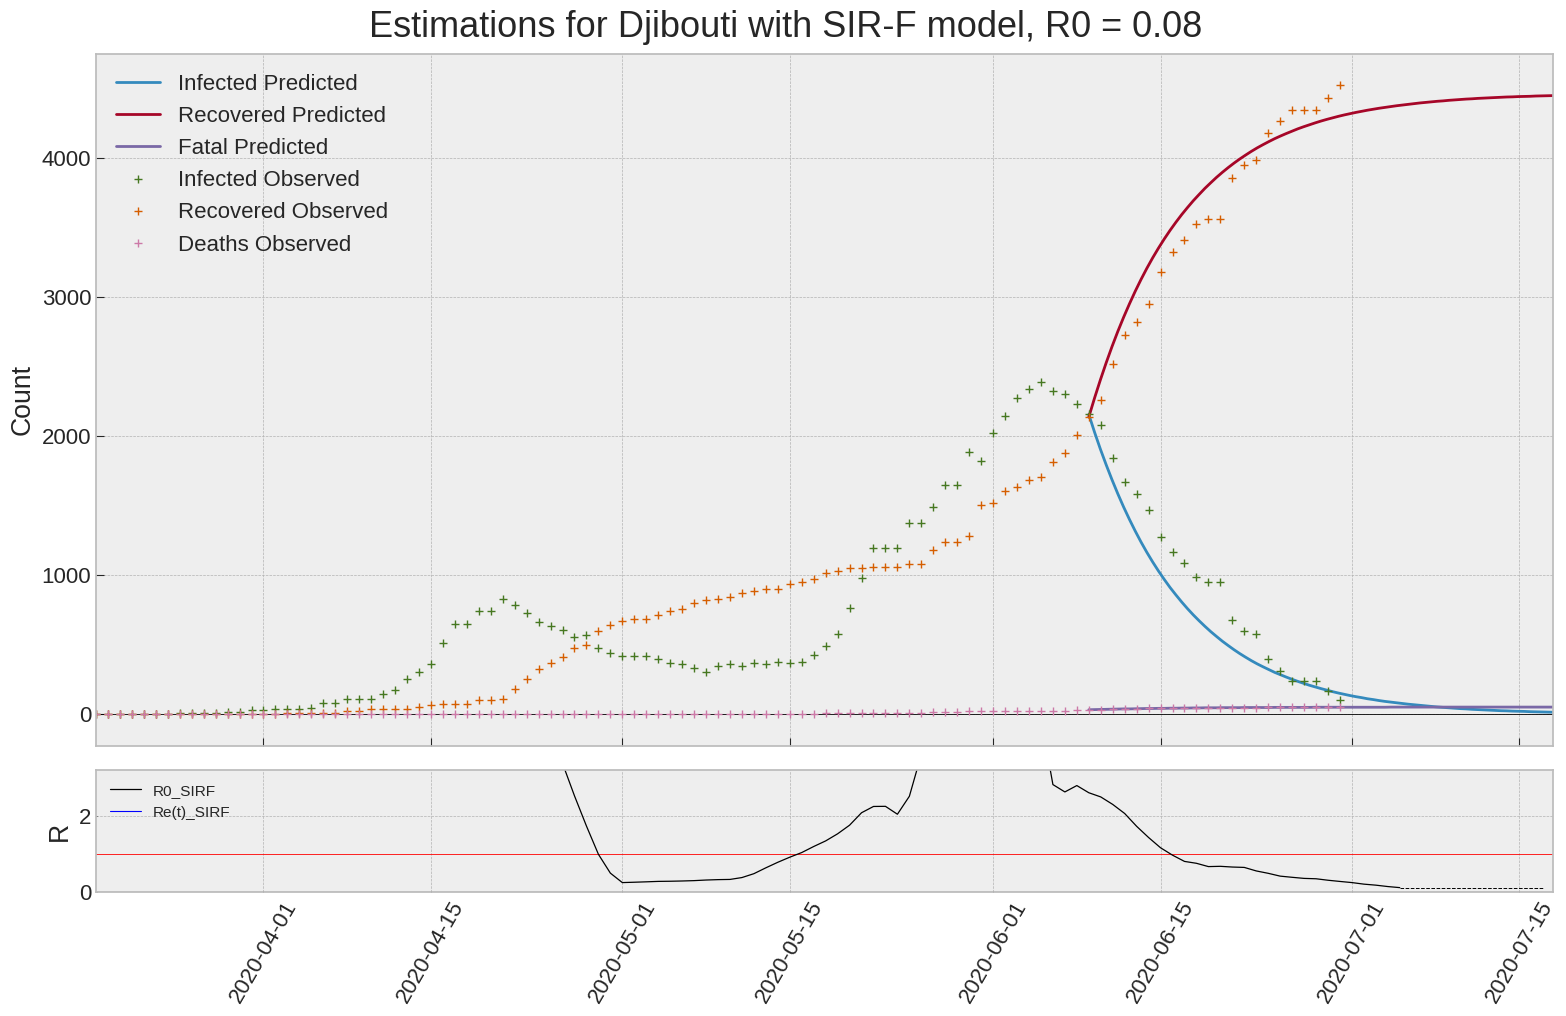 Estimations for Djibouti with SIR-F model, R0 = 0.08
Infected Predicted
Recovered Predicted
Fatal Predicted
Infected Observed
Recovered Observed
Deaths Observed
Count
4000
3000
2000
1000
0
R0_SIRF
Re(t)_SIRF
R
2
0
2020-04-01
2020-04-15
2020-05-01
2020-05-15
2020-06-01
2020-06-15
2020-07-01
2020-07-15